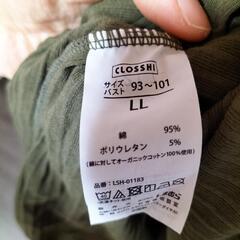 CLOSSHI
サイズ
バスト 93～101
LL
綿 95%
ポリウレタン 5%
(綿に対してオーガニックコットン100%使用)
品番：LSH-01183